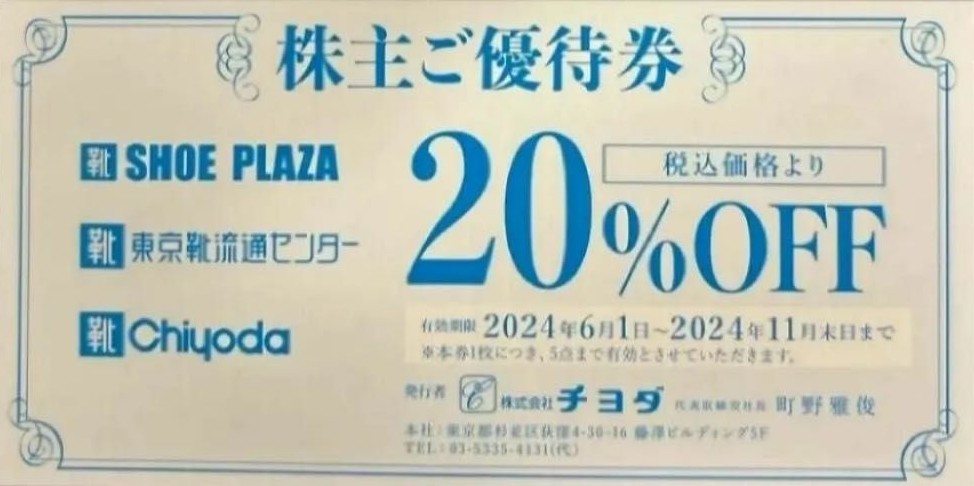 株主ご優待券
靴 SHOE PLAZA
靴 東京靴流通センター
靴 Chiyoda
税込価格より
20%OFF
有効期限 2024年6月1日～2024年11月末日まで
※本券1枚につき、5点まで有効とさせていただきます。
発行者 株式会社チヨダ 代表取締役社長 町野雅俊
本社:東京都杉並区荻窪4-30-16 藤澤ビルディング5F
TEL:03-5335-4131(代)